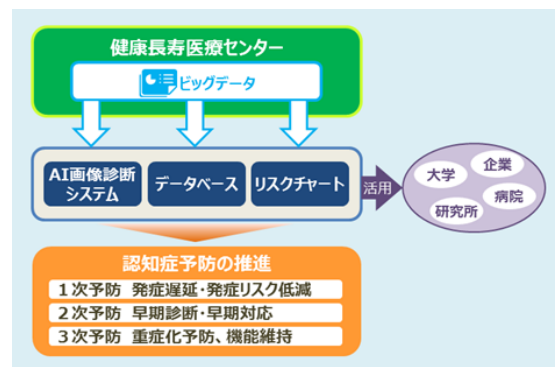 健康長寿医療センター
ビッグデータ
AI画像診断
システム
データベース
リスクチャート
活用
大学
企業
病院
研究所
認知症予防の推進
1次予防 発症遅延・発症リスク低減
2次予防 早期診断・早期対応
3次予防 重症化予防、機能維持